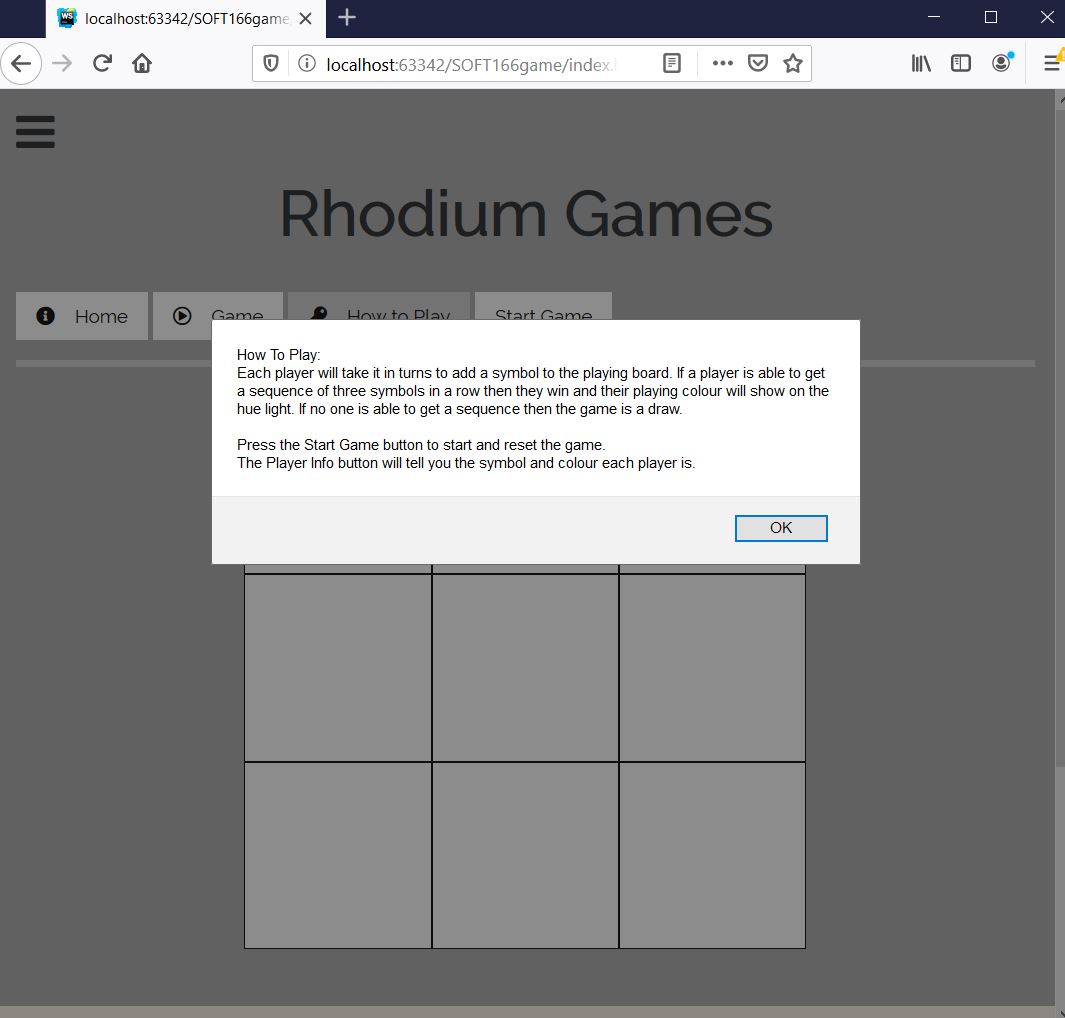 localhost:63342/SOFT166game
localhost:63342/SOFT166game/index.
Rhodium Games
Home
Game
How to Play
Start Game
How To Play:
Each player will take it in turns to add a symbol to the playing board. If a player is able to get
a sequence of three symbols in a row then they win and their playing colour will show on the
hue light. If no one is able to get a sequence then the game is a draw.
Press the Start Game button to start and reset the game.
The Player Info button will tell you the symbol and colour each player is.
OK